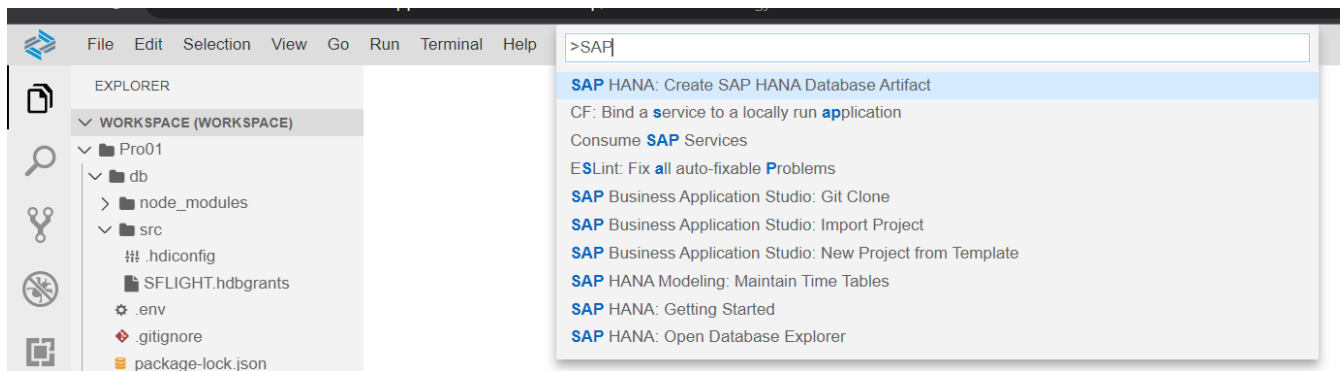 File Edit Selection View Go Run Terminal Help
>SAP
EXPLORER
WORKSPACE (WORKSPACE)
Pro01
db
node_modules
src
.hdiconfig
SFLIGHT.hdbgrants
.env
.gitignore
package-lock.json
SAP HANA: Create SAP HANA Database Artifact
CF: Bind a service to a locally run application
Consume SAP Services
ESLint: Fix all auto-fixable Problems
SAP Business Application Studio: Git Clone
SAP Business Application Studio: Import Project
SAP Business Application Studio: New Project from Template
SAP HANA Modeling: Maintain Time Tables
SAP HANA: Getting Started
SAP HANA: Open Database Explorer